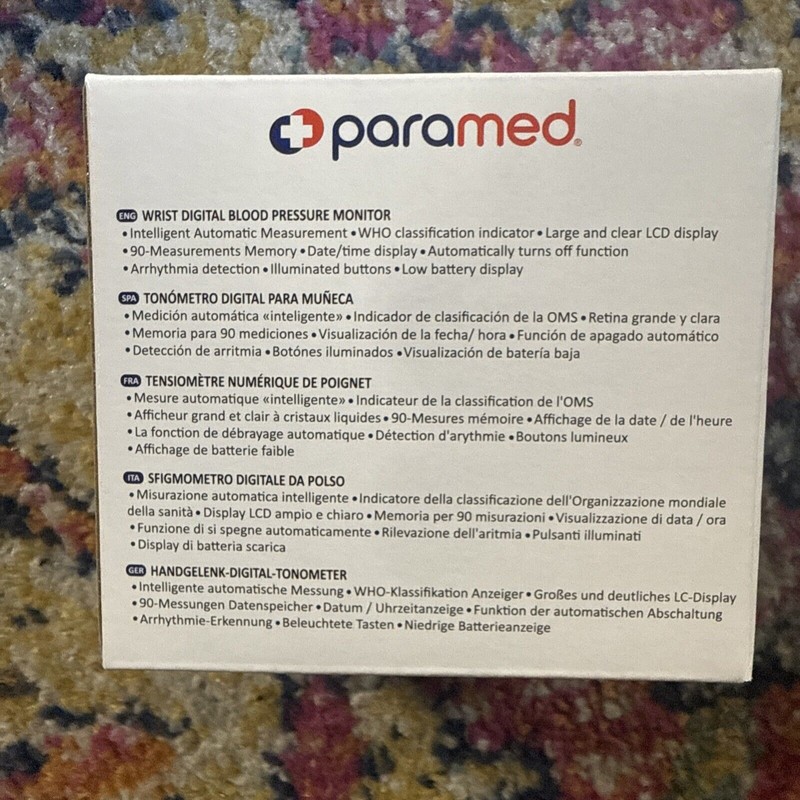 paramed®
ENG WRIST DIGITAL BLOOD PRESSURE MONITOR
• Intelligent Automatic Measurement • WHO classification indicator • Large and clear LCD display
• 90-Measurements Memory • Date/time display • Automatically turns off function
• Arrhythmia detection • Illuminated buttons • Low battery display
SPA TONÓMETRO DIGITAL PARA MUÑECA
• Medición automática «inteligente» • Indicador de clasificación de la OMS • Retina grande y clara
• Memoria para 90 mediciones • Visualización de la fecha/ hora • Función de apagado automático
• Detección de arritmia • Botónes iluminados • Visualización de batería baja
FRA TENSIOMÈTRE NUMÉRIQUE DE POIGNET
• Mesure automatique «intelligente» • Indicateur de la classification de l'OMS
• Afficheur grand et clair à cristaux liquides • 90-Mesures mémoire • Affichage de la date / de l'heure
• La fonction de débrayage automatique • Détection d'arythmie • Boutons lumineux
• Affichage de batterie faible
ITA SFIGMOMETRO DIGITALE DA POLSO
• Misurazione automatica intelligente • Indicatore della classificazione dell'Organizzazione mondiale
della sanità • Display LCD ampio e chiaro • Memoria per 90 misurazioni • Visualizzazione di data / ora
• Funzione di si spegne automaticamente • Rilevazione dell'aritmia • Pulsanti illuminati
• Display di batteria scarica
GER HANDGELENK-DIGITAL-TONOMETER
• Intelligente automatische Messung • WHO-Klassifikation Anzeiger • Großes und deutliches LC-Display
• 90-Messungen Datenspeicher • Datum / Uhrzeitanzeige • Funktion der automatischen Abschaltung
• Arrhythmie-Erkennung • Beleuchtete Tasten • Niedrige Batterieanzeige